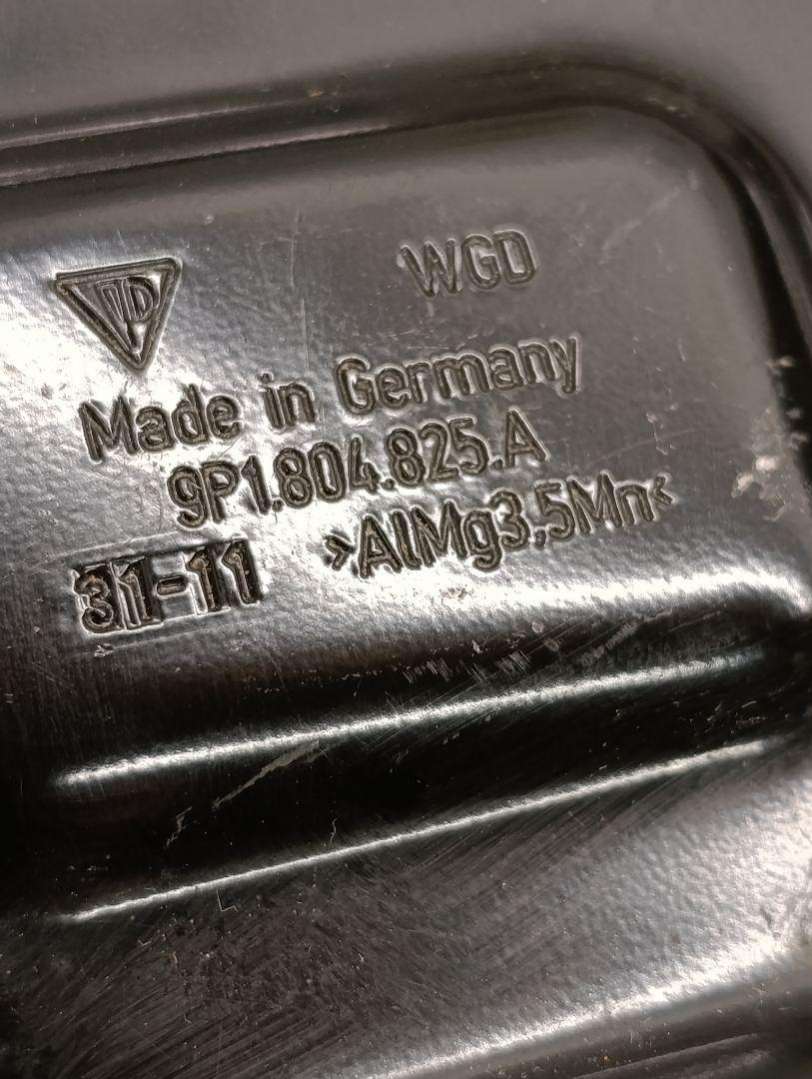 WGD
Made in Germany
9P1.804.825.A
31-11 >AlMg3,5Mn<